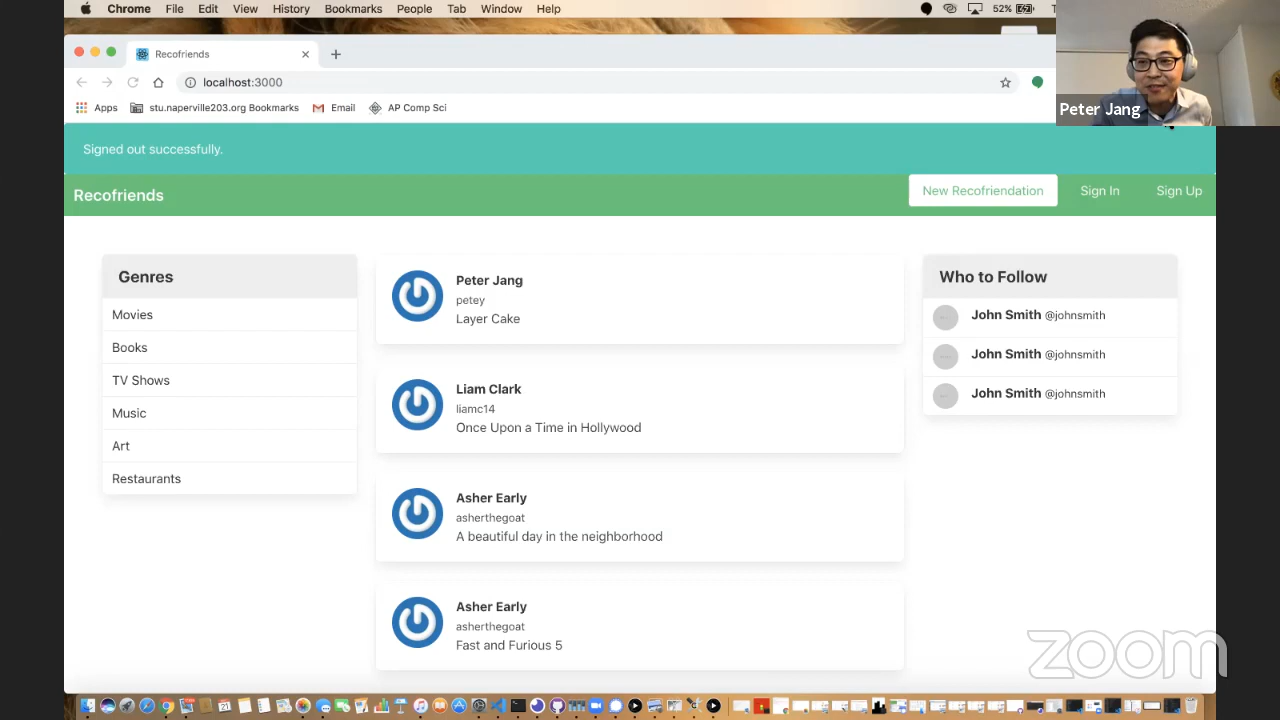 Chrome File Edit View History Bookmarks People Tab Window Help 52%
Recofriends
localhost:3000
Apps stu.naperville203.org Bookmarks Email AP Comp Sci
Peter Jang
Signed out successfully.
Recofriends New Recofriendation Sign In Sign Up
Genres
Movies
Books
TV Shows
Music
Art
Restaurants
Peter Jang
petey
Layer Cake
Liam Clark
liamc14
Once Upon a Time in Hollywood
Asher Early
asherthegoat
A beautiful day in the neighborhood
Asher Early
asherthegoat
Fast and Furious 5
Who to Follow
John Smith @johnsmith
John Smith @johnsmith
John Smith @johnsmith
zoom